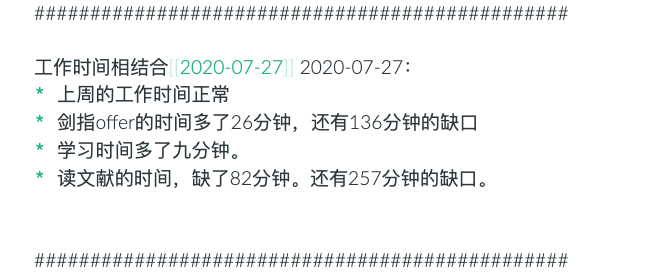 ################################################
工作时间相结合[[2020-07-27]] 2020-07-27：
* 上周的工作时间正常
* 剑指offer的时间多了26分钟，还有136分钟的缺口
* 学习时间多了九分钟。
* 读文献的时间，缺了82分钟。还有257分钟的缺口。
################################################